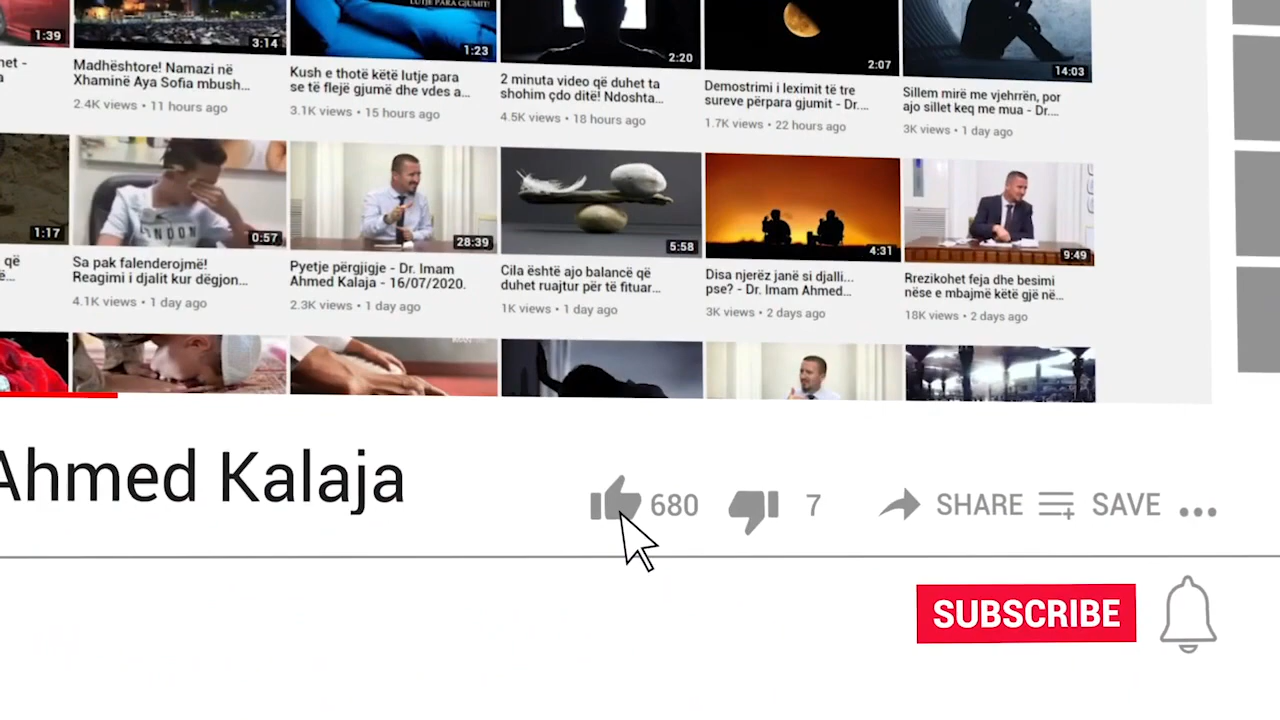 LUTJE PARA GJUMIT!
1:39
3:14
1:23
2:20
2:07
14:03
Madhështore! Namazi në
Xhaminë Aya Sofia mbush...
2.4K views • 11 hours ago
Kush e thotë këtë lutje para
se të flejë gjumë dhe vdes a...
3.1K views • 15 hours ago
2 minuta video që duhet ta
shohim çdo ditë! Ndoshta...
4.5K views • 18 hours ago
Demostrimi i leximit të tre
sureve përpara gjumit - Dr....
1.7K views • 22 hours ago
Sillem mirë me vjehrrën, por
ajo sillet keq me mua - Dr....
3K views • 1 day ago
LONDON
1:17
0:57
28:39
5:58
4:31
9:49
që
Sa pak falenderojmë!
Reagimi i djalit kur dëgjon...
4.1K views • 1 day ago
Pyetje përgjigje - Dr. Imam
Ahmed Kalaja - 16/07/2020.
2.3K views • 1 day ago
Cila është ajo balancë që
duhet ruajtur për të fituar...
1K views • 1 day ago
Disa njerëz janë si djalli...
pse? - Dr. Imam Ahmed...
3K views • 2 days ago
Rrezikohet feja dhe besimi
nëse e mbajmë këtë gjë në...
18K views • 2 days ago
Ahmed Kalaja
680
7
SHARE
SAVE
...
SUBSCRIBE